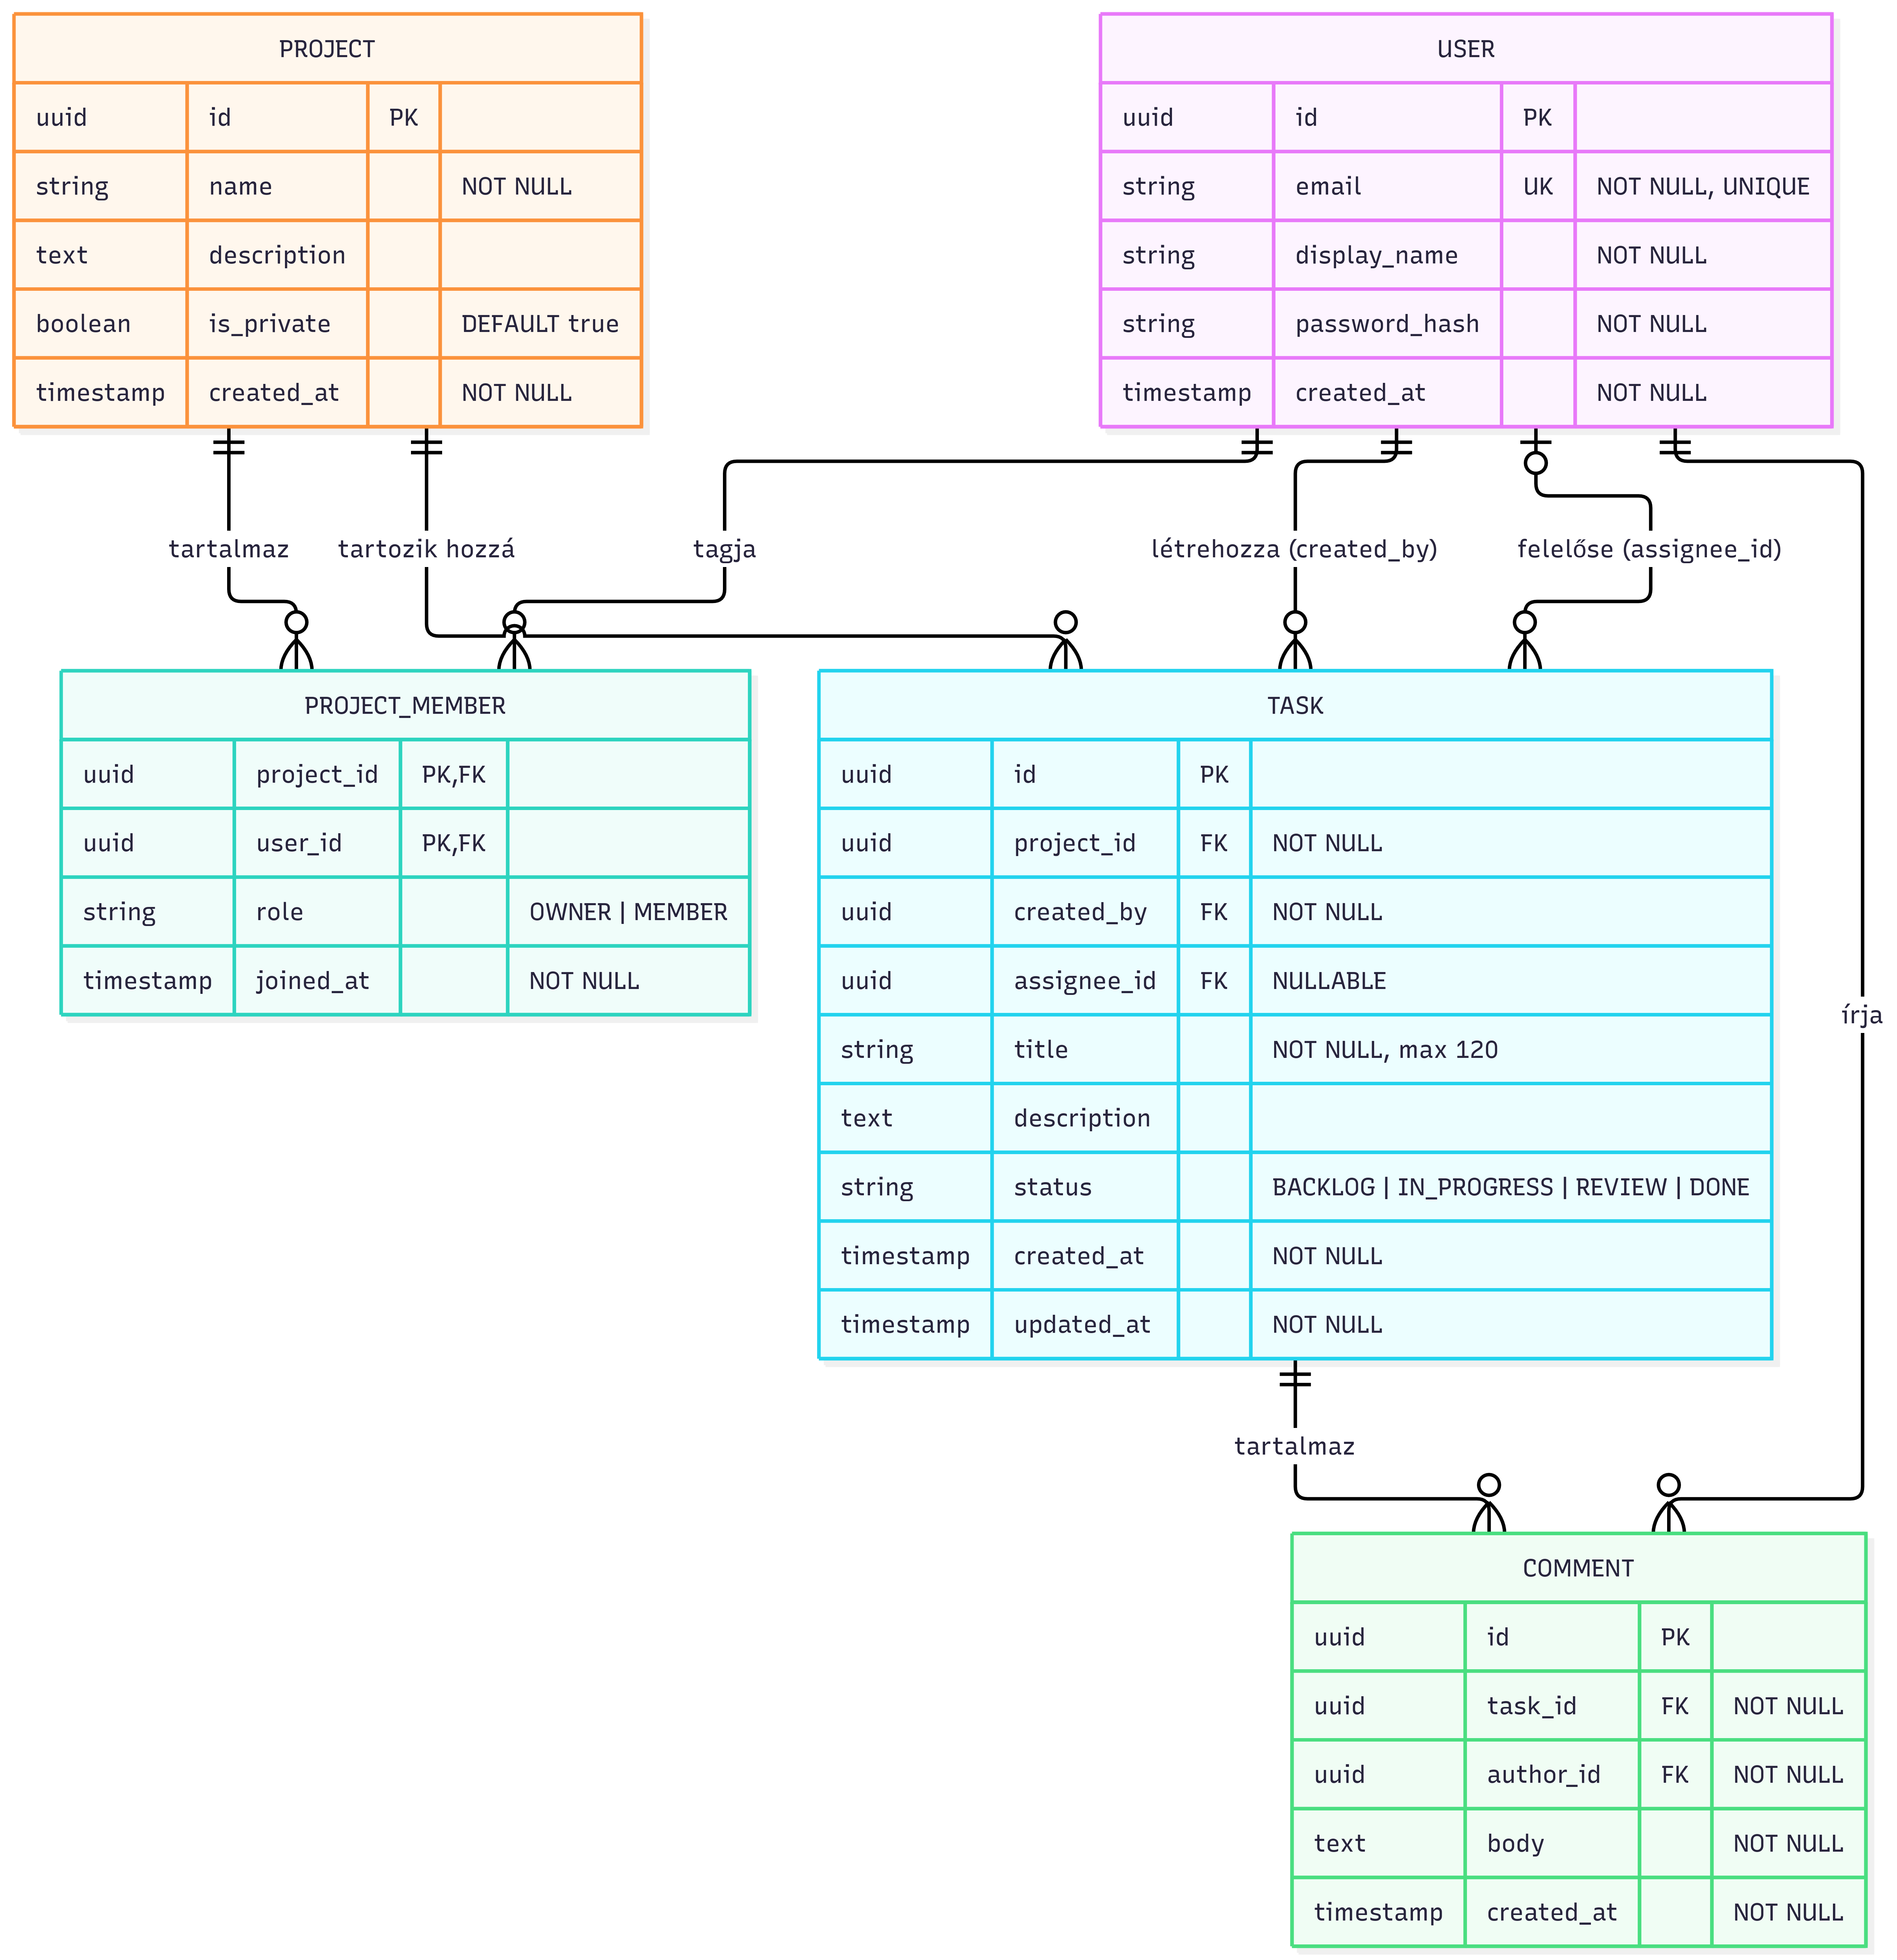 PROJECT
uuid id PK
string name NOT NULL
text description
boolean is_private DEFAULT true
timestamp created_at NOT NULL
USER
uuid id PK
string email UK NOT NULL, UNIQUE
string display_name NOT NULL
string password_hash NOT NULL
timestamp created_at NOT NULL
tartalmaz
tartozik hozzá
tagja
létrehozza (created_by)
felelőse (assignee_id)
PROJECT_MEMBER
uuid project_id PK,FK
uuid user_id PK,FK
string role OWNER | MEMBER
timestamp joined_at NOT NULL
TASK
uuid id PK
uuid project_id FK NOT NULL
uuid created_by FK NOT NULL
uuid assignee_id FK NULLABLE
string title NOT NULL, max 120
text description
string status BACKLOG | IN_PROGRESS | REVIEW | DONE
timestamp created_at NOT NULL
timestamp updated_at NOT NULL
írja
tartalmaz
COMMENT
uuid id PK
uuid task_id FK NOT NULL
uuid author_id FK NOT NULL
text body NOT NULL
timestamp created_at NOT NULL